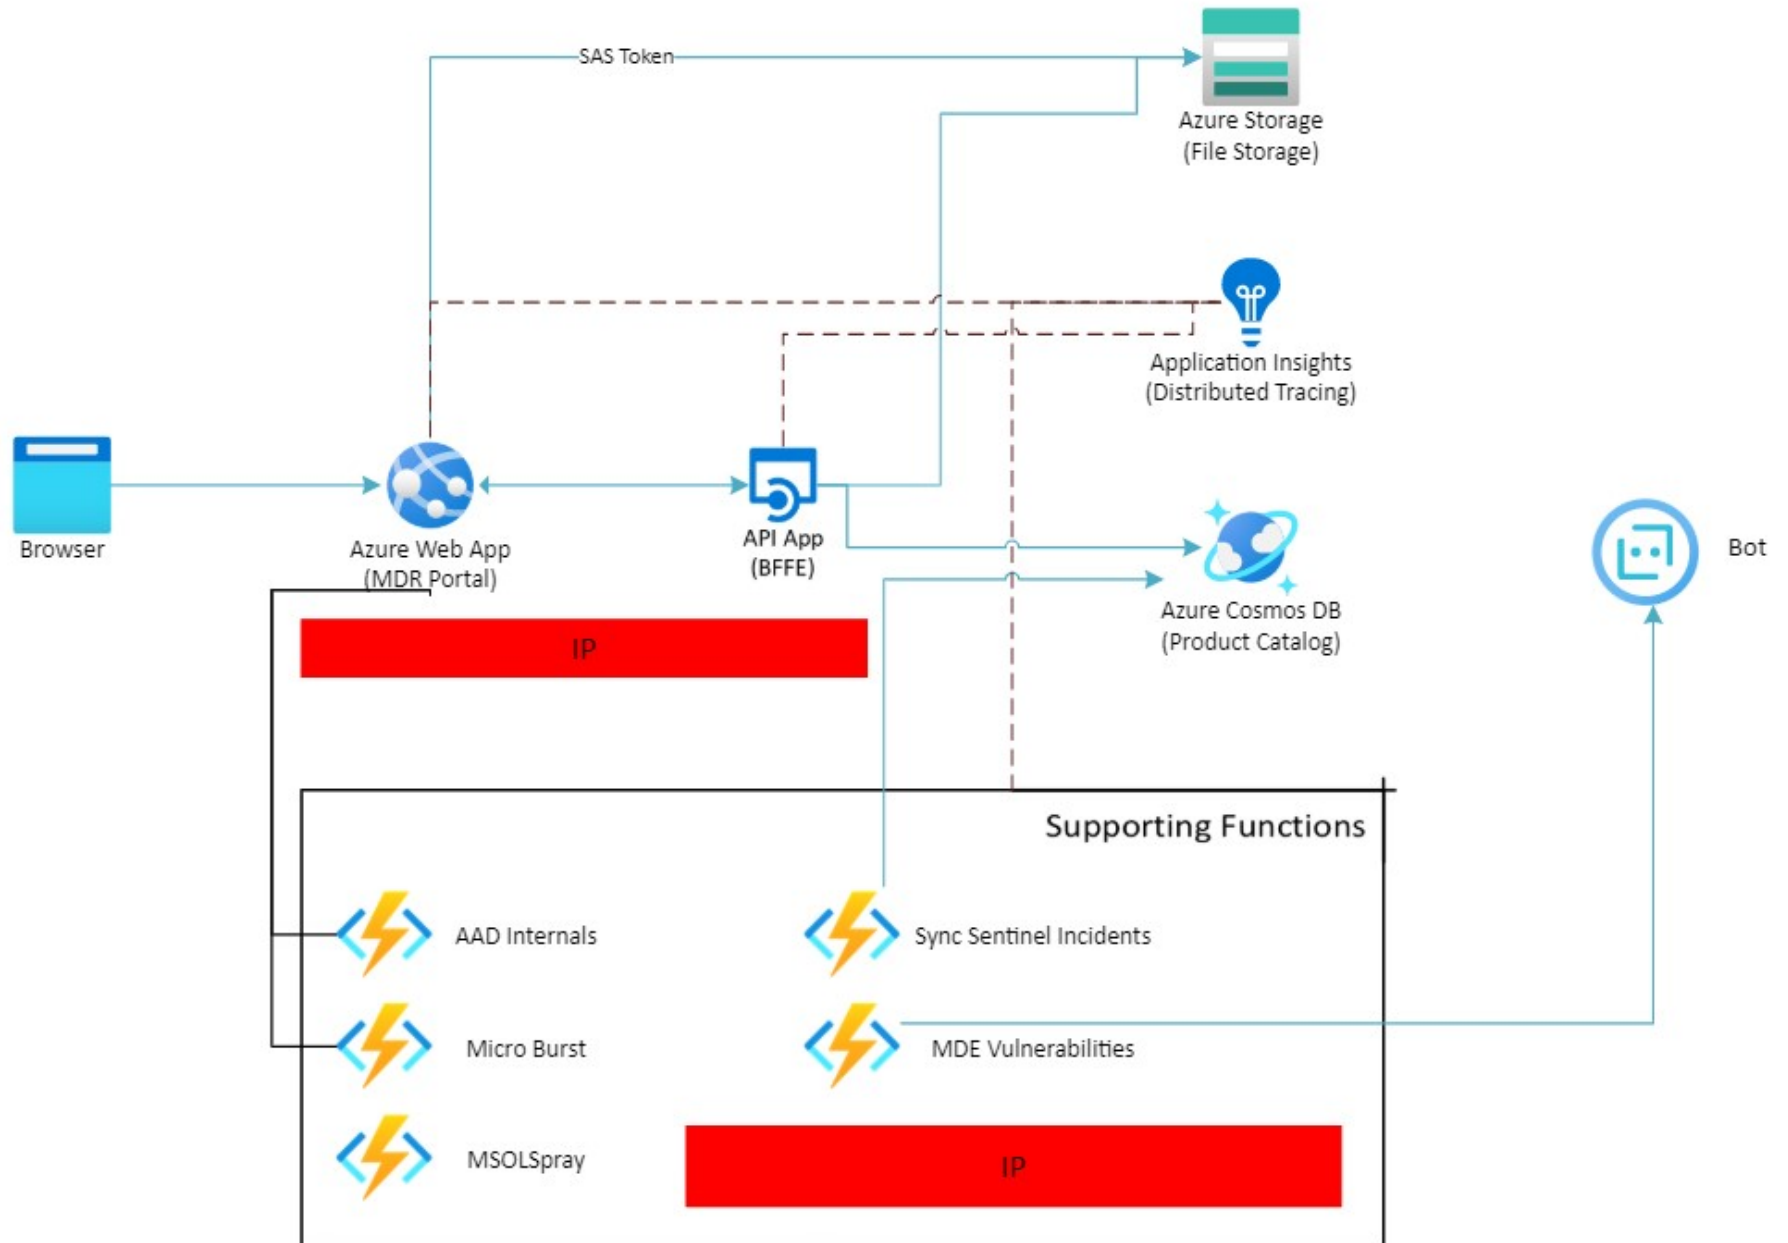 SAS Token
Azure Storage
(File Storage)
Application Insights
(Distributed Tracing)
Browser
Azure Web App
(MDR Portal)
API App
(BFFE)
Azure Cosmos DB
(Product Catalog)
Bot
IP
Supporting Functions
AAD Internals
Sync Sentinel Incidents
Micro Burst
MDE Vulnerabilities
MSOLSpray
IP